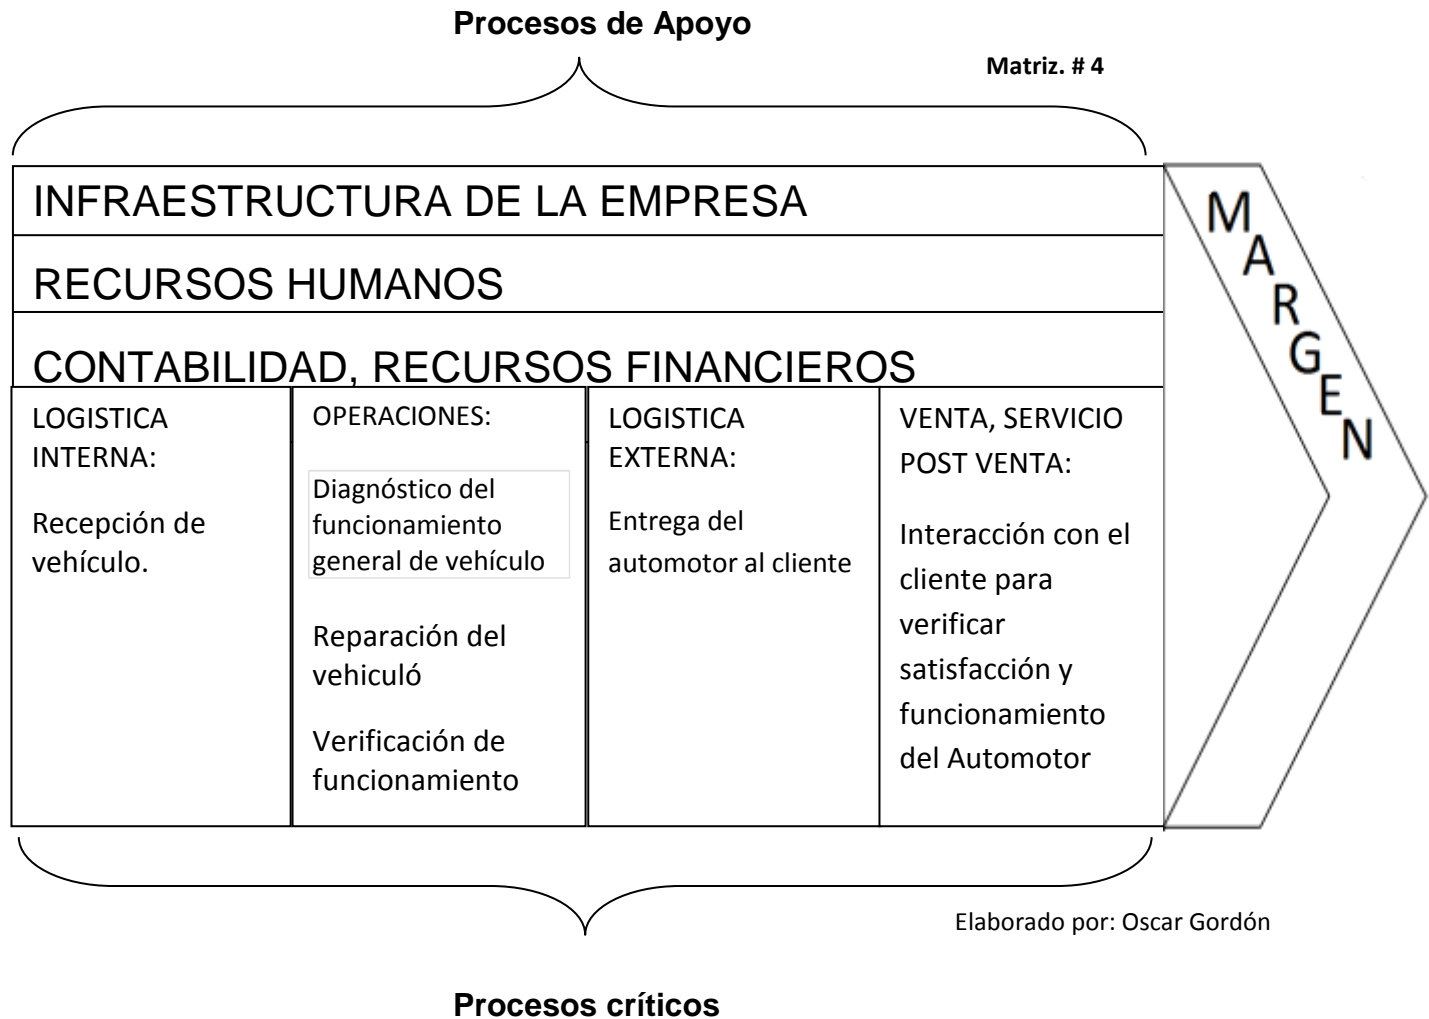 Procesos de Apoyo
Matriz. # 4
INFRAESTRUCTURA DE LA EMPRESA
RECURSOS HUMANOS
CONTABILIDAD, RECURSOS FINANCIEROS
LOGISTICA
INTERNA:
Recepción de
vehículo.
OPERACIONES:
Diagnóstico del
funcionamiento
general de vehículo
Reparación del
vehiculó
Verificación de
funcionamiento
LOGISTICA
EXTERNA:
Entrega del
automotor al cliente
VENTA, SERVICIO
POST VENTA:
Interacción con el
cliente para
verificar
satisfacción y
funcionamiento
del Automotor
MARGEN
Elaborado por: Oscar Gordón
Procesos críticos